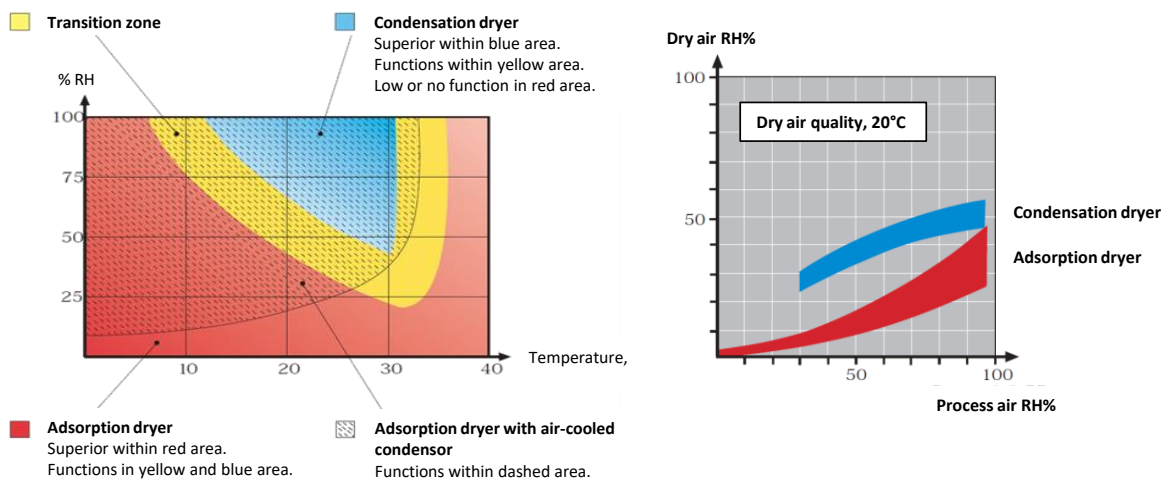 Transition zone
Condensation dryer
Superior within blue area.
Functions within yellow area.
Low or no function in red area.
% RH
100
75
50
25
10
20
30
40
Temperature,
Adsorption dryer
Superior within red area.
Functions in yellow and blue area.
Adsorption dryer with air-cooled
condensor
Functions within dashed area.
Dry air RH%
100
Dry air quality, 20°C
50
Condensation dryer
Adsorption dryer
50
100
Process air RH%